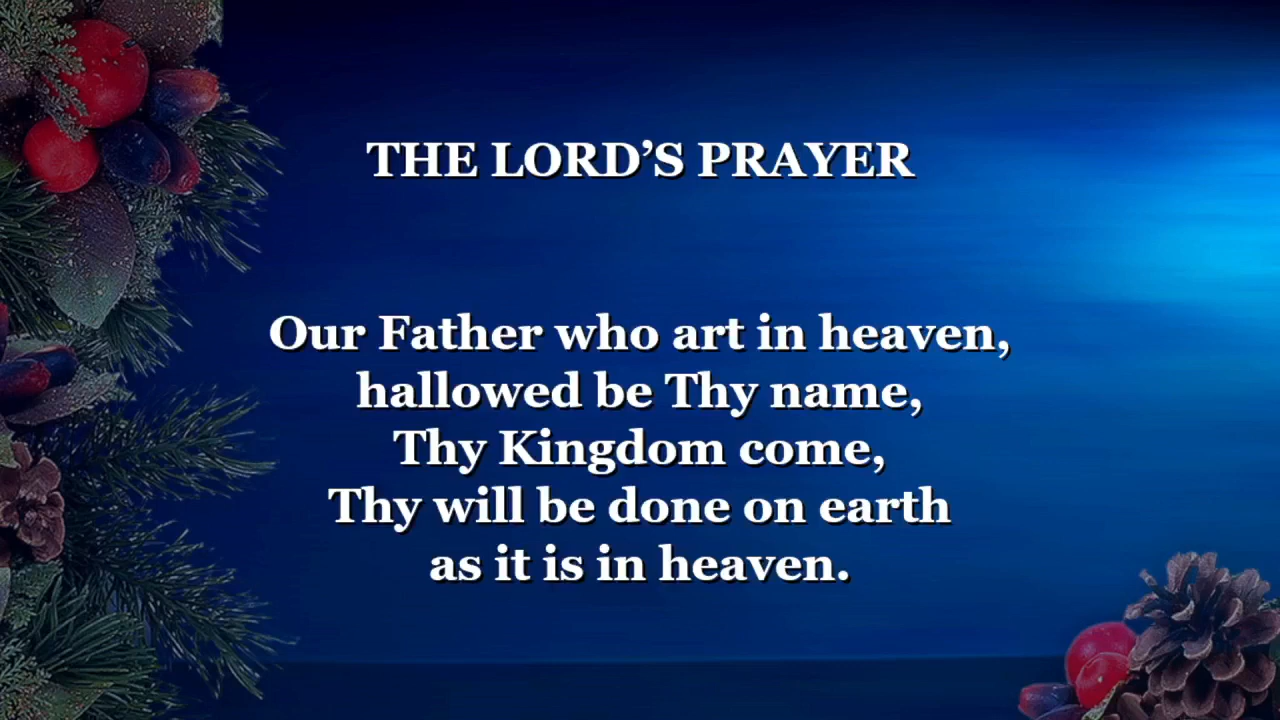 THE LORD’S PRAYER
Our Father who art in heaven,
hallowed be Thy name,
Thy Kingdom come,
Thy will be done on earth
as it is in heaven.